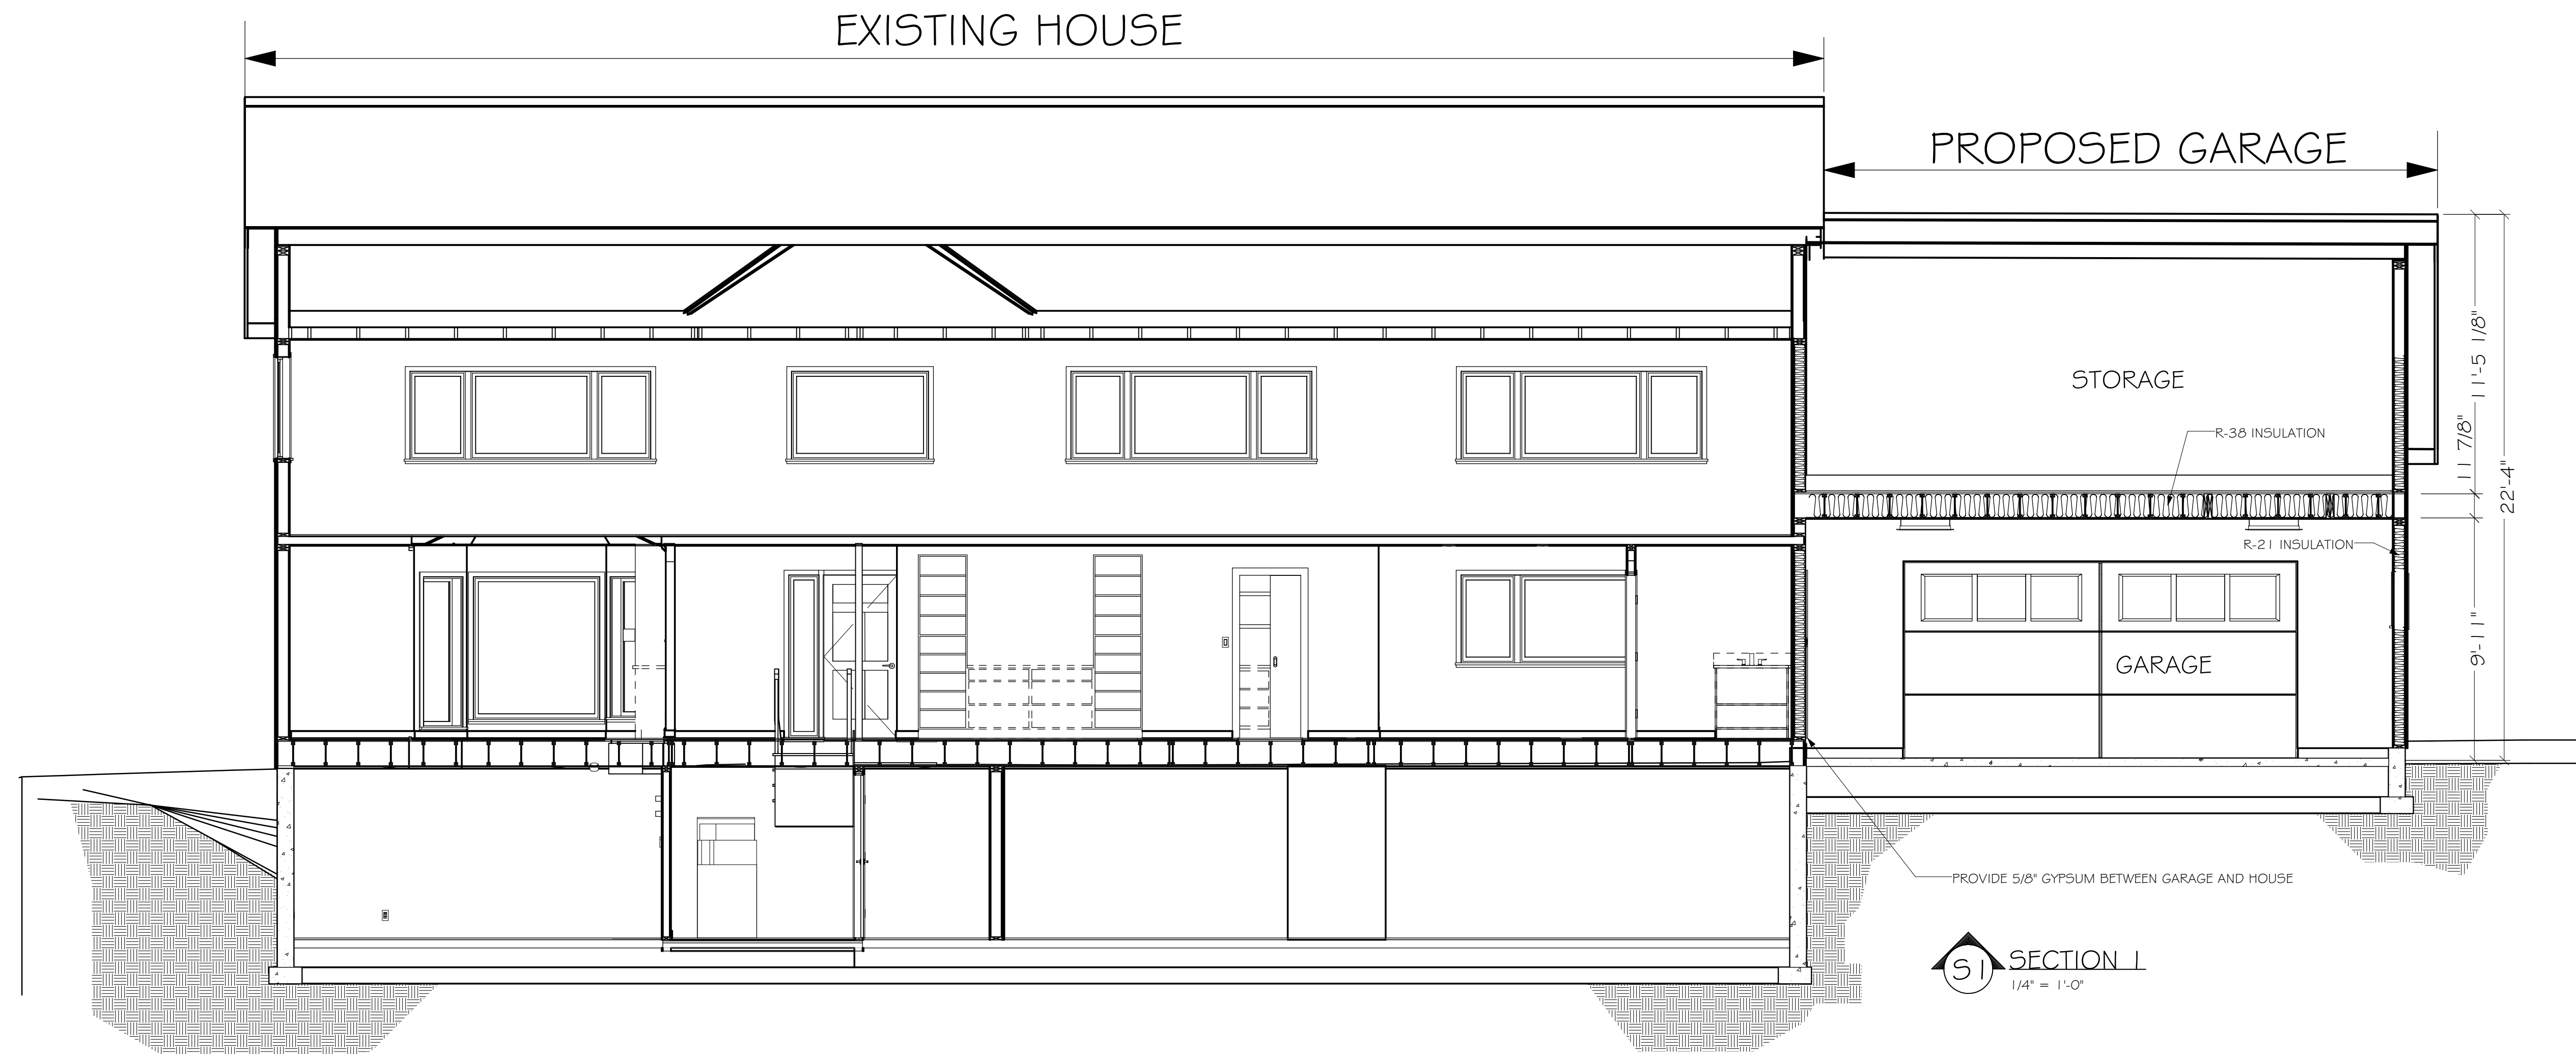 EXISTING HOUSE
PROPOSED GARAGE
11'-5 1/8"
STORAGE
R-38 INSULATION
11 7/8"
22'-4"
R-21 INSULATION
9'-11"
GARAGE
PROVIDE 5/8" GYPSUM BETWEEN GARAGE AND HOUSE
S1
SECTION 1
1/4" = 1'-0"